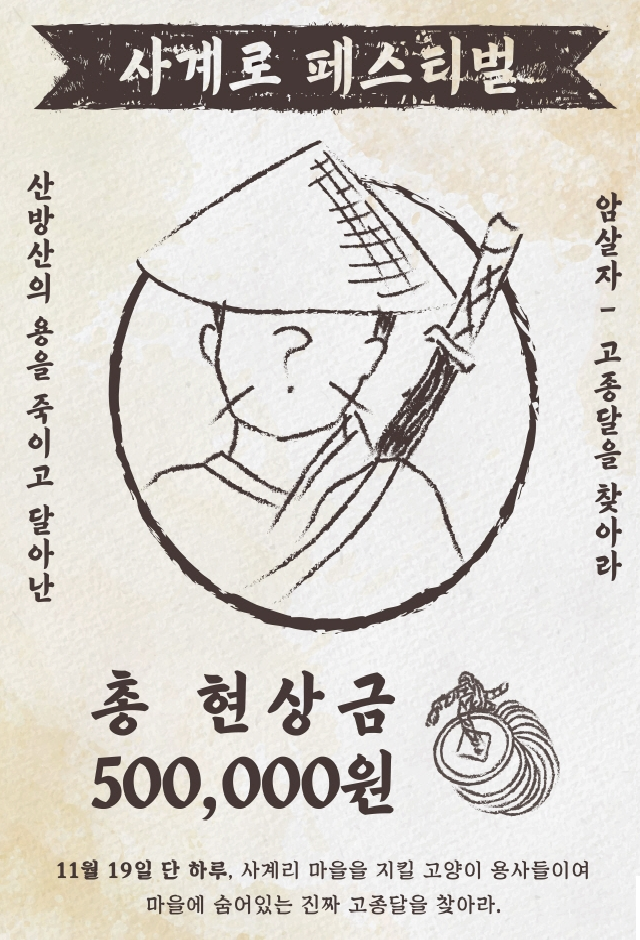 사계로 페스티벌
산방산의 용을 죽이고 달아난
암살자 - 고종달을 찾아라
?
총 현상금
500,000원
11월 19일 단 하루, 사계리 마을을 지킬 고양이 용사들이여
마을에 숨어있는 진짜 고종달을 찾아라.